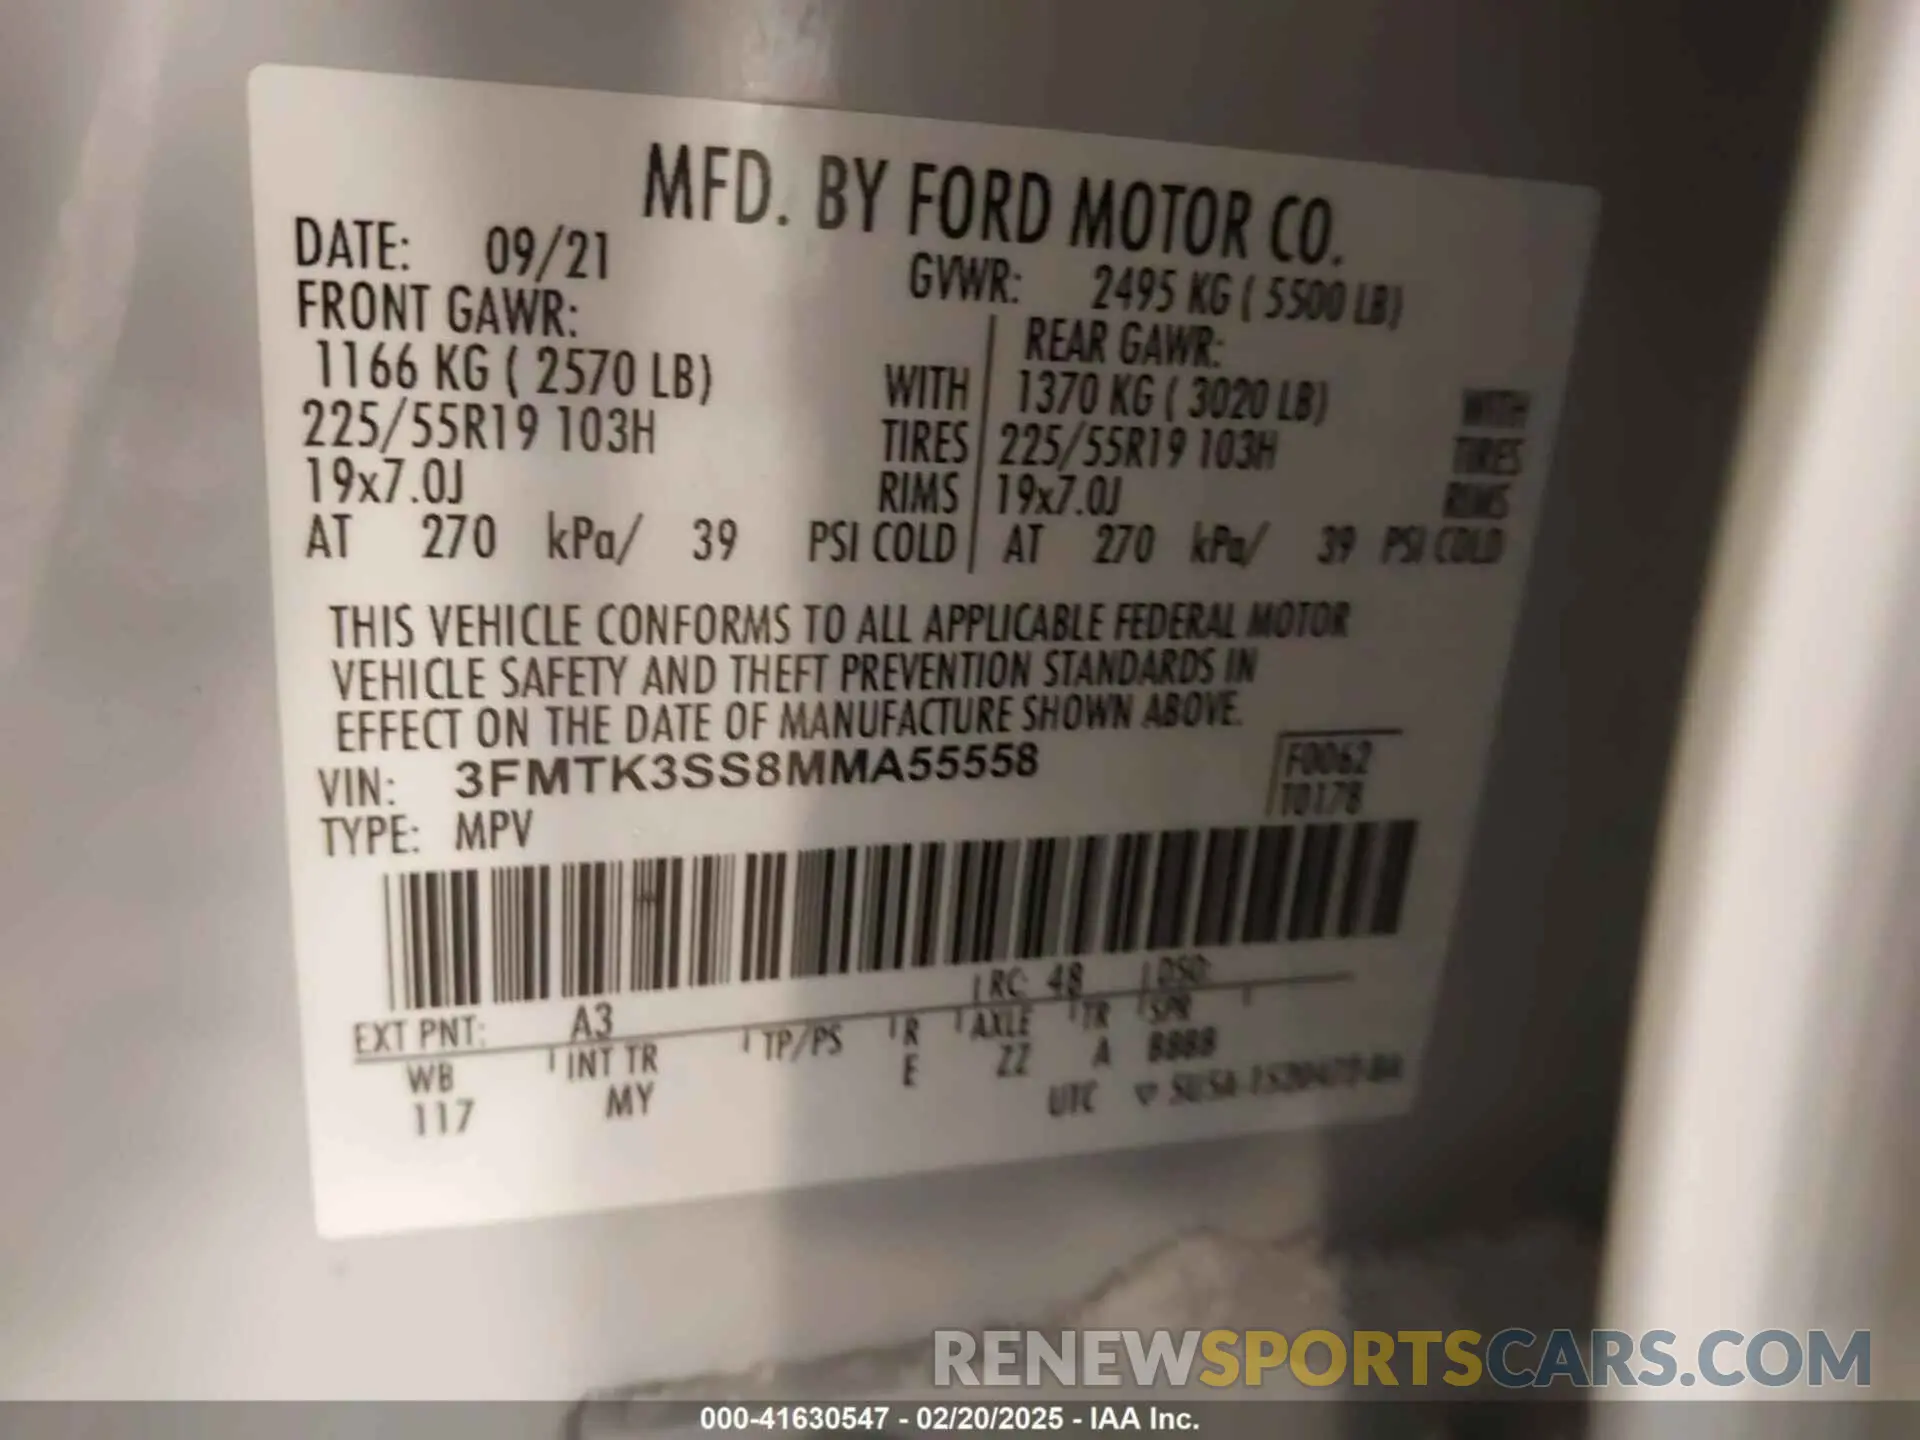 MFD. BY FORD MOTOR CO.
DATE: 09/21 GVWR: 2495 KG ( 5500 LB)
FRONT GAWR: REAR GAWR:
1166 KG ( 2570 LB) WITH 1370 KG ( 3020 LB) WITH
225/55R19 103H TIRES 225/55R19 103H TIRES
19x7.0J RIMS 19x7.0J RIMS
AT 270 kPa/ 39 PSI COLD AT 270 kPa/ 39 PSI COLD
THIS VEHICLE CONFORMS TO ALL APPLICABLE FEDERAL MOTOR
VEHICLE SAFETY AND THEFT PREVENTION STANDARDS IN
EFFECT ON THE DATE OF MANUFACTURE SHOWN ABOVE.
VIN: 3FMTK3SS8MMA55558 F0062
TYPE: MPV T0178
EXT PNT: A3 RC: 48 DSO:
WB INT TR TP/PS R AXLE TR SPR
117 MY E ZZ A BBBB
UTC
RENEWSPORTSCARS.COM
000-41630547 - 02/20/2025 - IAA Inc.